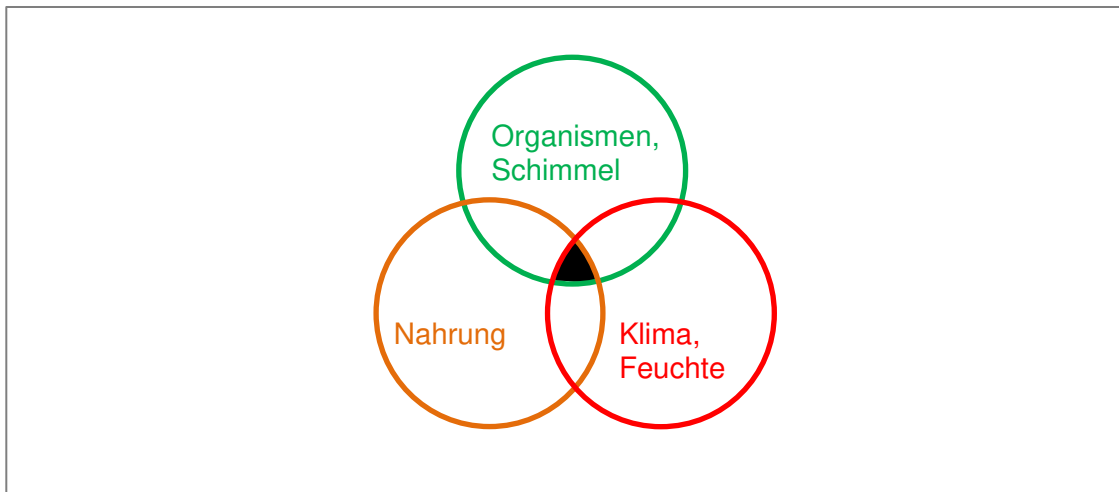 Organismen,
Schimmel
Nahrung
Klima,
Feuchte